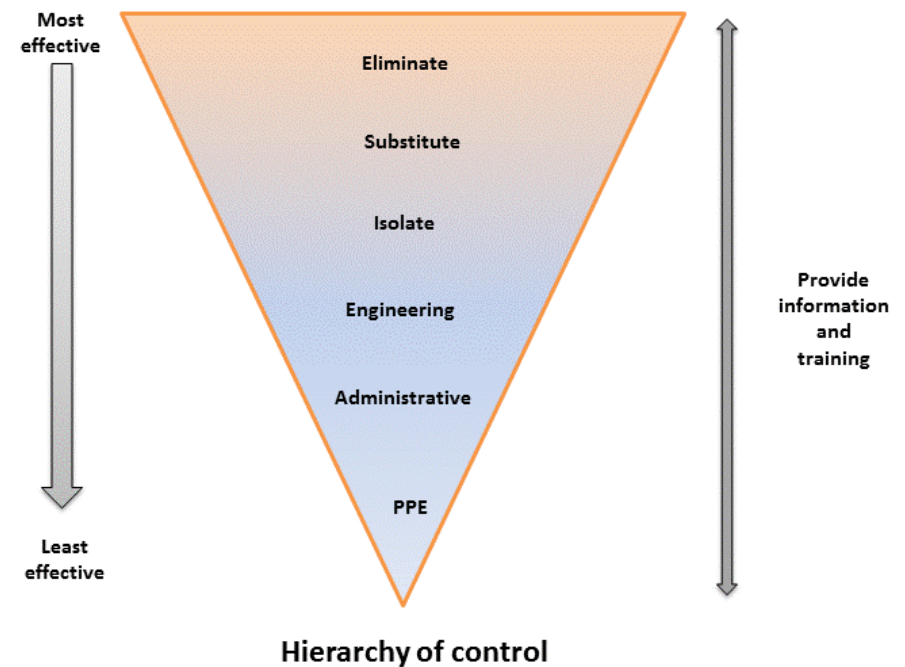 Most
effective
Eliminate
Substitute
Isolate
Engineering
Administrative
PPE
Least
effective
Provide
information
and
training
Hierarchy of control